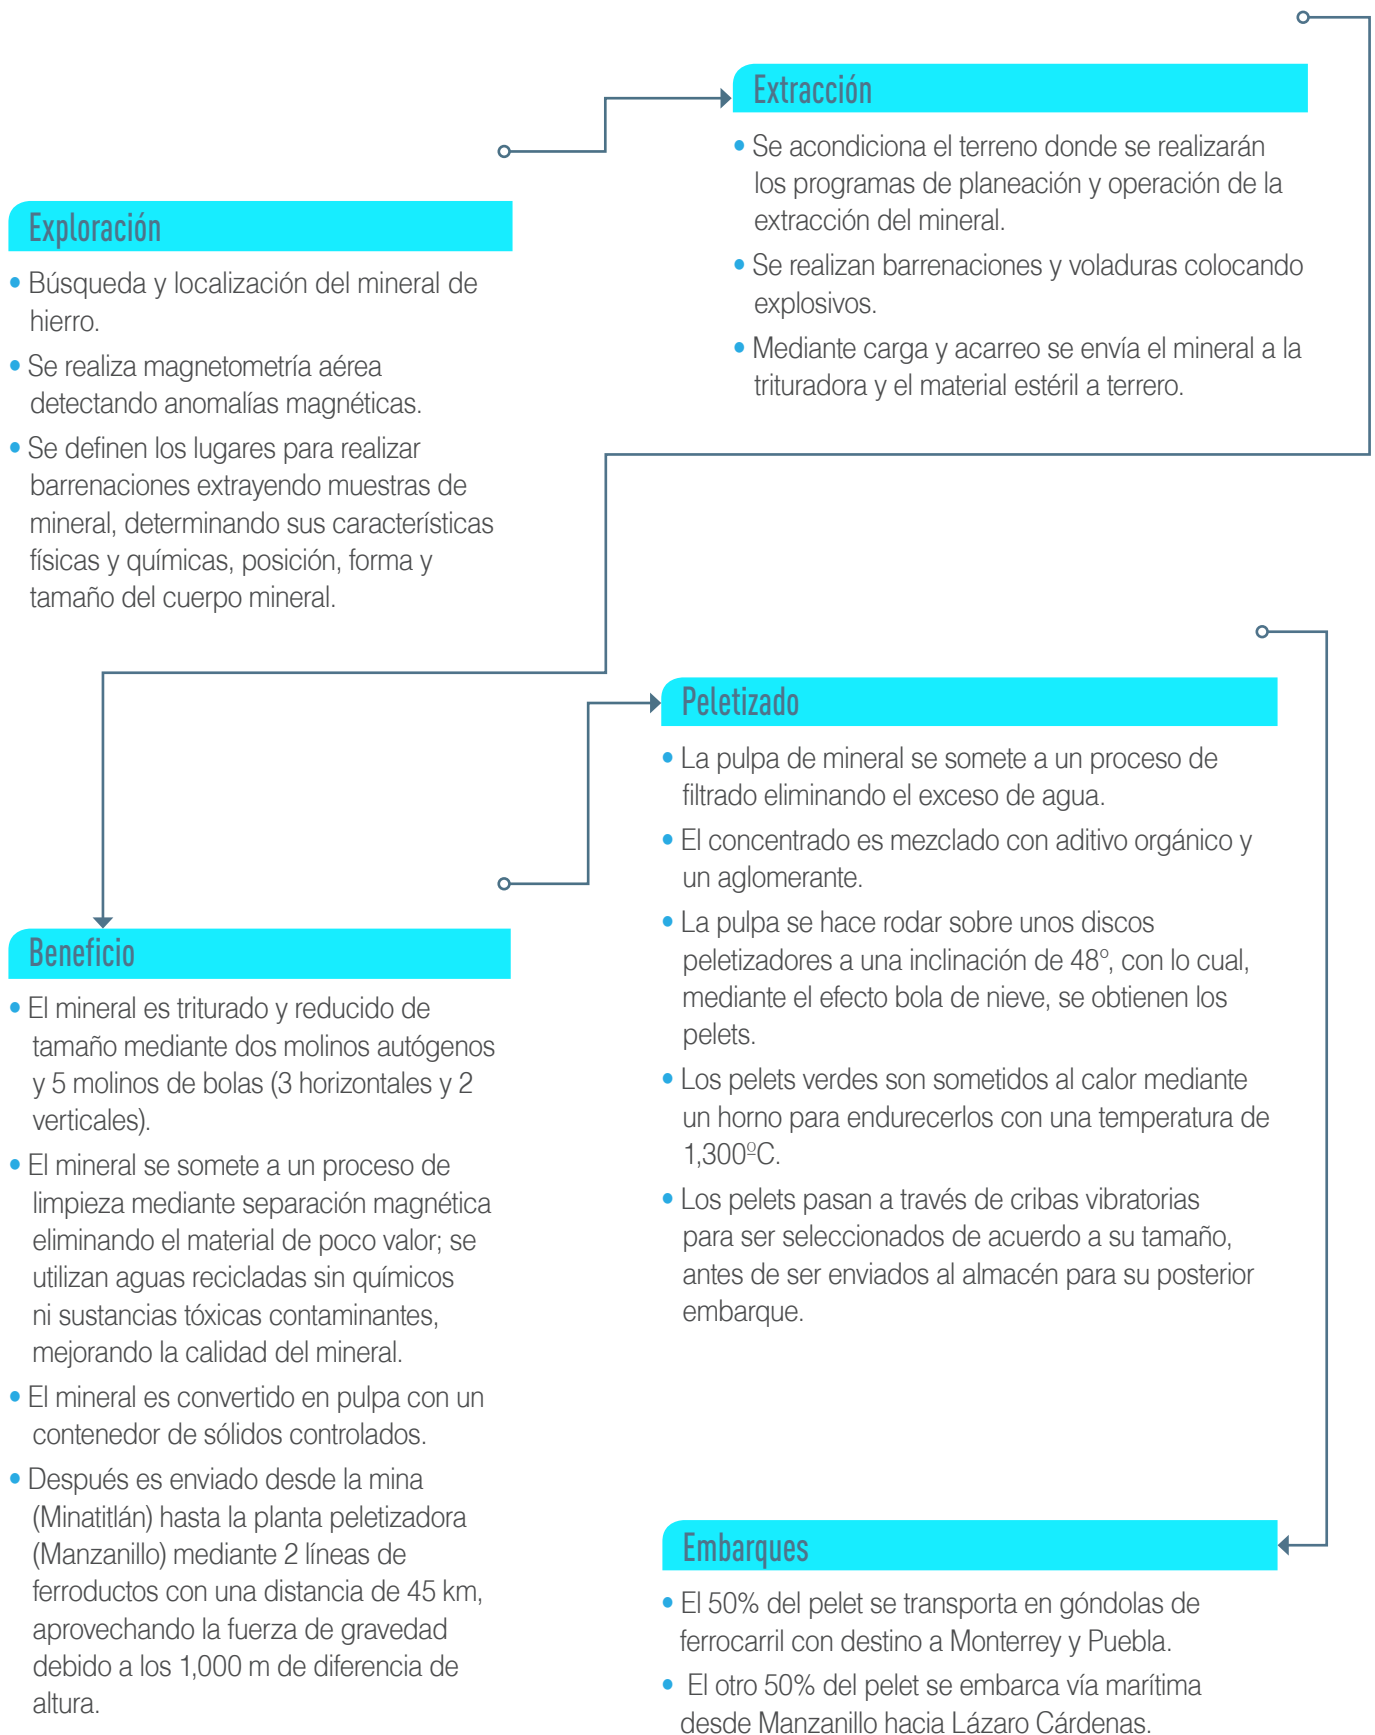 Exploración
• Búsqueda y localización del mineral de
hierro.
• Se realiza magnetometría aérea
detectando anomalías magnéticas.
• Se definen los lugares para realizar
barrenaciones extrayendo muestras de
mineral, determinando sus características
físicas y químicas, posición, forma y
tamaño del cuerpo mineral.
Extracción
• Se acondiciona el terreno donde se realizarán
los programas de planeación y operación de la
extracción del mineral.
• Se realizan barrenaciones y voladuras colocando
explosivos.
• Mediante carga y acarreo se envía el mineral a la
trituradora y el material estéril a terrero.
Beneficio
• El mineral es triturado y reducido de
tamaño mediante dos molinos autógenos
y 5 molinos de bolas (3 horizontales y 2
verticales).
• El mineral se somete a un proceso de
limpieza mediante separación magnética
eliminando el material de poco valor; se
utilizan aguas recicladas sin químicos
ni sustancias tóxicas contaminantes,
mejorando la calidad del mineral.
• El mineral es convertido en pulpa con un
contenedor de sólidos controlados.
• Después es enviado desde la mina
(Minatitlán) hasta la planta peletizadora
(Manzanillo) mediante 2 líneas de
ferroductos con una distancia de 45 km,
aprovechando la fuerza de gravedad
debido a los 1,000 m de diferencia de
altura.
Peletizado
• La pulpa de mineral se somete a un proceso de
filtrado eliminando el exceso de agua.
• El concentrado es mezclado con aditivo orgánico y
un aglomerante.
• La pulpa se hace rodar sobre unos discos
peletizadores a una inclinación de 48º, con lo cual,
mediante el efecto bola de nieve, se obtienen los
pelets.
• Los pelets verdes son sometidos al calor mediante
un horno para endurecerlos con una temperatura de
1,300ºC.
• Los pelets pasan a través de cribas vibratorias
para ser seleccionados de acuerdo a su tamaño,
antes de ser enviados al almacén para su posterior
embarque.
Embarques
• El 50% del pelet se transporta en góndolas de
ferrocarril con destino a Monterrey y Puebla.
• El otro 50% del pelet se embarca vía marítima
desde Manzanillo hacia Lázaro Cárdenas.